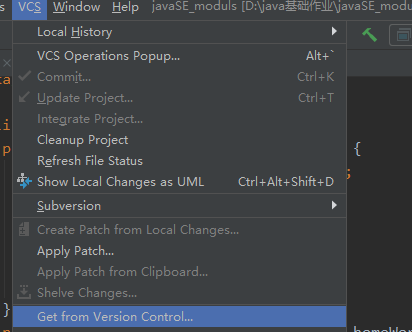 VCS Window Help javaSE_moduls [D:\java基础作业\javaSE_modul
Local History
VCS Operations Popup... Alt+`
Commit... Ctrl+K
Update Project... Ctrl+T
Integrate Project...
Cleanup Project
Refresh File Status
Show Local Changes as UML Ctrl+Alt+Shift+D
Subversion
Create Patch from Local Changes...
Apply Patch...
Apply Patch from Clipboard...
Shelve Changes...
Get from Version Control...